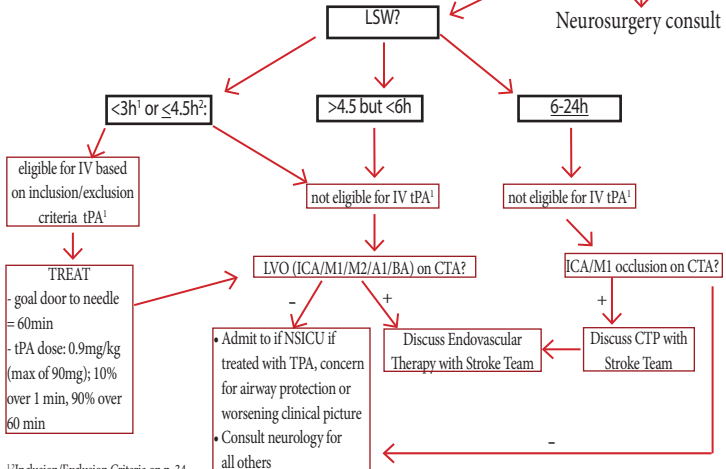 Neurosurgery consult
LSW?
<3h¹ or ≤4.5h²:
>4.5 but <6h
6-24h
eligible for IV based
on inclusion/exclusion
criteria tPA¹
not eligible for IV tPA¹
not eligible for IV tPA¹
TREAT
- goal door to needle
= 60min
- tPA dose: 0.9mg/kg
(max of 90mg); 10%
over 1 min, 90% over
60 min
LVO (ICA/M1/M2/A1/BA) on CTA?
ICA/M1 occlusion on CTA?
–
+
+
• Admit to if NSICU if
treated with TPA, concern
for airway protection or
worsening clinical picture
• Consult neurology for
all others
Discuss Endovascular
Therapy with Stroke Team
Discuss CTP with
Stroke Team
–
Inclusion/Exclusion Criteria on p. 24